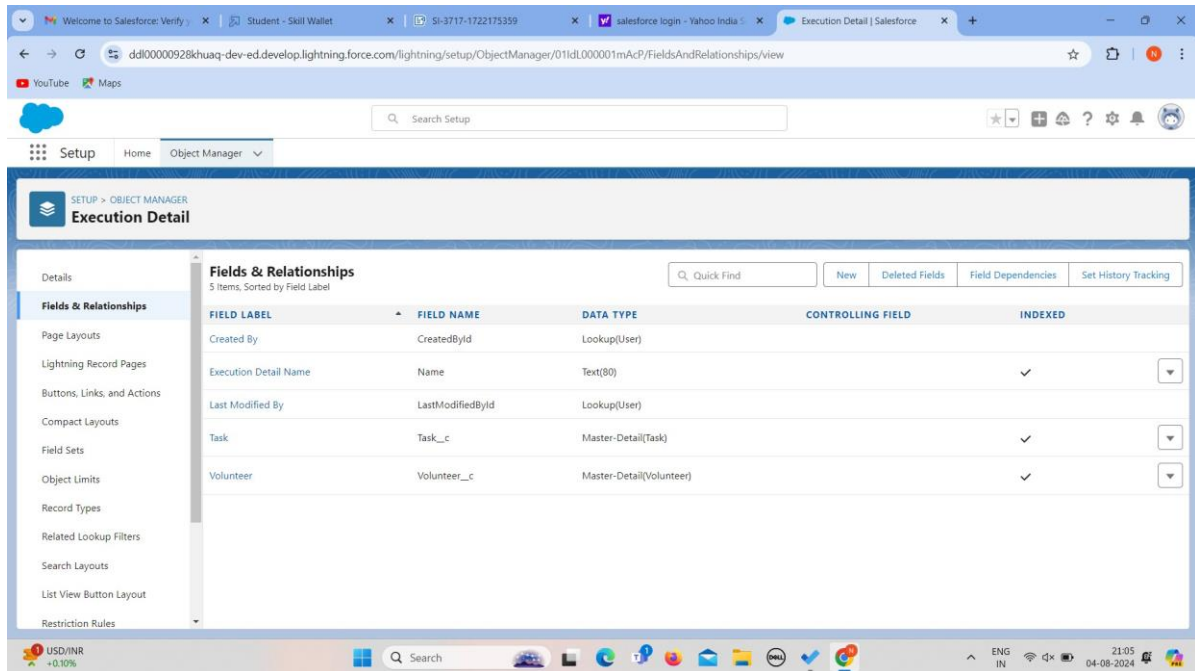 Welcome to Salesforce: Verify y
Student - Skill Wallet
SI-3717-1722175359
salesforce login - Yahoo India S
Execution Detail | Salesforce
ddl00000928khuaq-dev-ed.develop.lightning.force.com/lightning/setup/ObjectManager/01IdL000001mAcP/FieldsAndRelationships/view
N
YouTube Maps
Search Setup
Setup Home Object Manager
SETUP > OBJECT MANAGER
Execution Detail
Details
Fields & Relationships
Page Layouts
Lightning Record Pages
Buttons, Links, and Actions
Compact Layouts
Field Sets
Object Limits
Record Types
Related Lookup Filters
Search Layouts
List View Button Layout
Restriction Rules
Fields & Relationships
5 Items, Sorted by Field Label
Quick Find New Deleted Fields Field Dependencies Set History Tracking
FIELD LABEL FIELD NAME DATA TYPE CONTROLLING FIELD INDEXED
Created By CreatedById Lookup(User)
Execution Detail Name Name Text(80)
Last Modified By LastModifiedById Lookup(User)
Task Task__c Master-Detail(Task)
Volunteer Volunteer__c Master-Detail(Volunteer)
1 USD/INR
+0.10%
Search
DELL
ENG
IN
21:05
04-08-2024